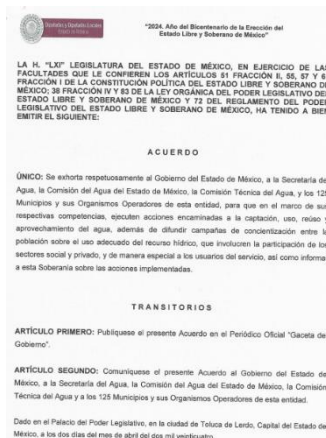 "2024. Año del Bicentenario de la Erección del
Estado Libre y Soberano de México"
LA H. "LXI" LEGISLATURA DEL ESTADO DE MÉXICO, EN EJERCICIO DE LAS
FACULTADES QUE LE CONFIEREN LOS ARTÍCULOS 51 FRACCIÓN II, 55, 57 Y 6
FRACCIÓN I DE LA CONSTITUCIÓN POLÍTICA DEL ESTADO LIBRE Y SOBERANO DE
MÉXICO; 38 FRACCIÓN IV Y 83 DE LA LEY ORGÁNICA DEL PODER LEGISLATIVO DEL
ESTADO LIBRE Y SOBERANO DE MÉXICO Y 72 DEL REGLAMENTO DEL PODER
LEGISLATIVO DEL ESTADO LIBRE Y SOBERANO DE MÉXICO, HA TENIDO A BIEN
EMITIR EL SIGUIENTE:
ACUERDO
ÚNICO: Se exhorta respetuosamente al Gobierno del Estado de México, a la Secretaría del
Agua, la Comisión del Agua del Estado de México, la Comisión Técnica del Agua, y los 125
Municipios y sus Organismos Operadores de esta entidad, para que en el marco de sus
respectivas competencias, ejecuten acciones encaminadas a la captación, uso, reúso y
aprovechamiento del agua, además de difundir campañas de concientización entre la
población sobre el uso adecuado del recurso hídrico, que involucren la participación de los
sectores social y privado, y de manera especial a los usuarios del servicio, así como informa
a esta Soberanía sobre las acciones implementadas.
TRANSITORIOS
ARTÍCULO PRIMERO: Publíquese el presente Acuerdo en el Periódico Oficial "Gaceta del
Gobierno".
ARTÍCULO SEGUNDO: Comuníquese el presente Acuerdo al Gobierno del Estado de
México, a la Secretaría del Agua, la Comisión del Agua del Estado de México, la Comisión
Técnica del Agua y a los 125 Municipios y sus Organismos Operadores de esta entidad.
Dado en el Palacio del Poder Legislativo, en la ciudad de Toluca de Lerdo, Capital del Estado de
México, a los dos días del mes de abril del dos mil veinticuatro.